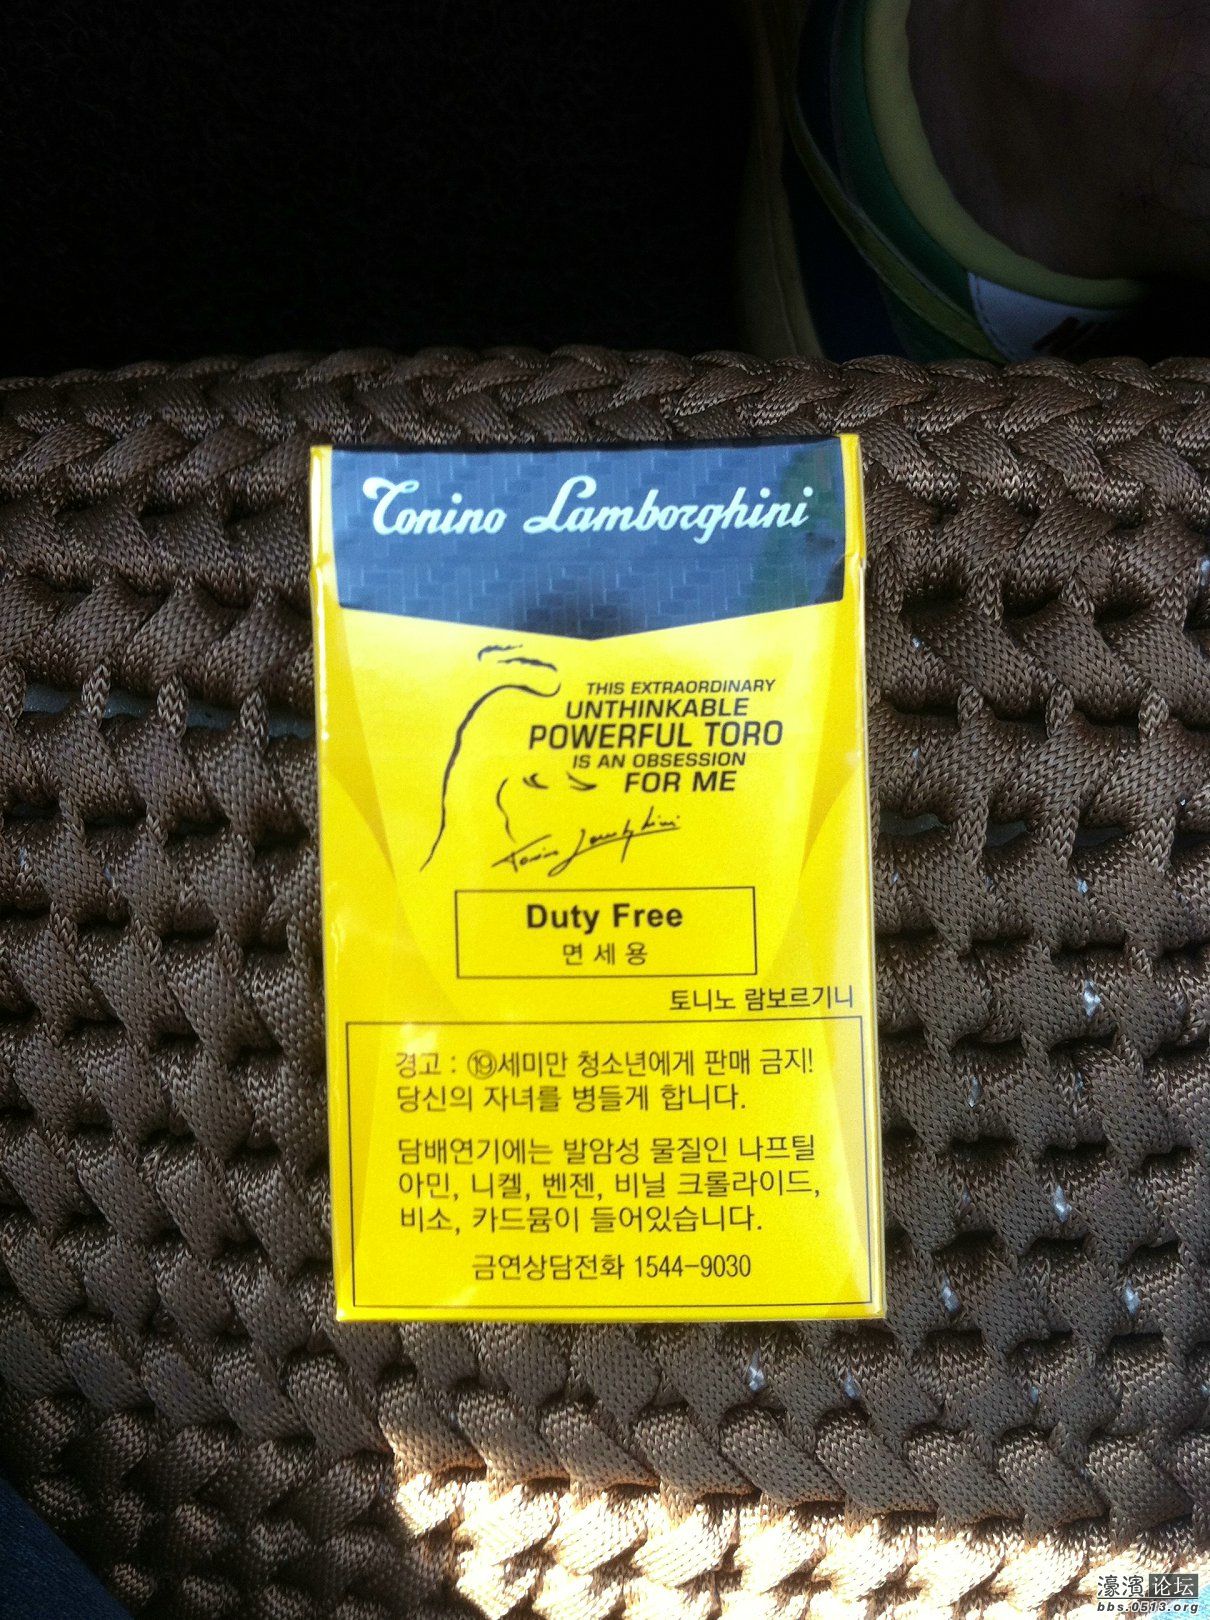 Tonino Lamborghini
THIS EXTRAORDINARY
UNTHINKABLE
POWERFUL TORO
IS AN OBSESSION
FOR ME
Tonino Lamborghini
Duty Free
면세용
토니노 람보르기니
경고 : ⑲세미만 청소년에게 판매 금지!
당신의 자녀를 병들게 합니다.
담배연기에는 발암성 물질인 나프틸
아민, 니켈, 벤젠, 비닐 크롤라이드,
비소, 카드뮴이 들어있습니다.
금연상담전화 1544-9030
濠濱论坛
bbs.0513.org